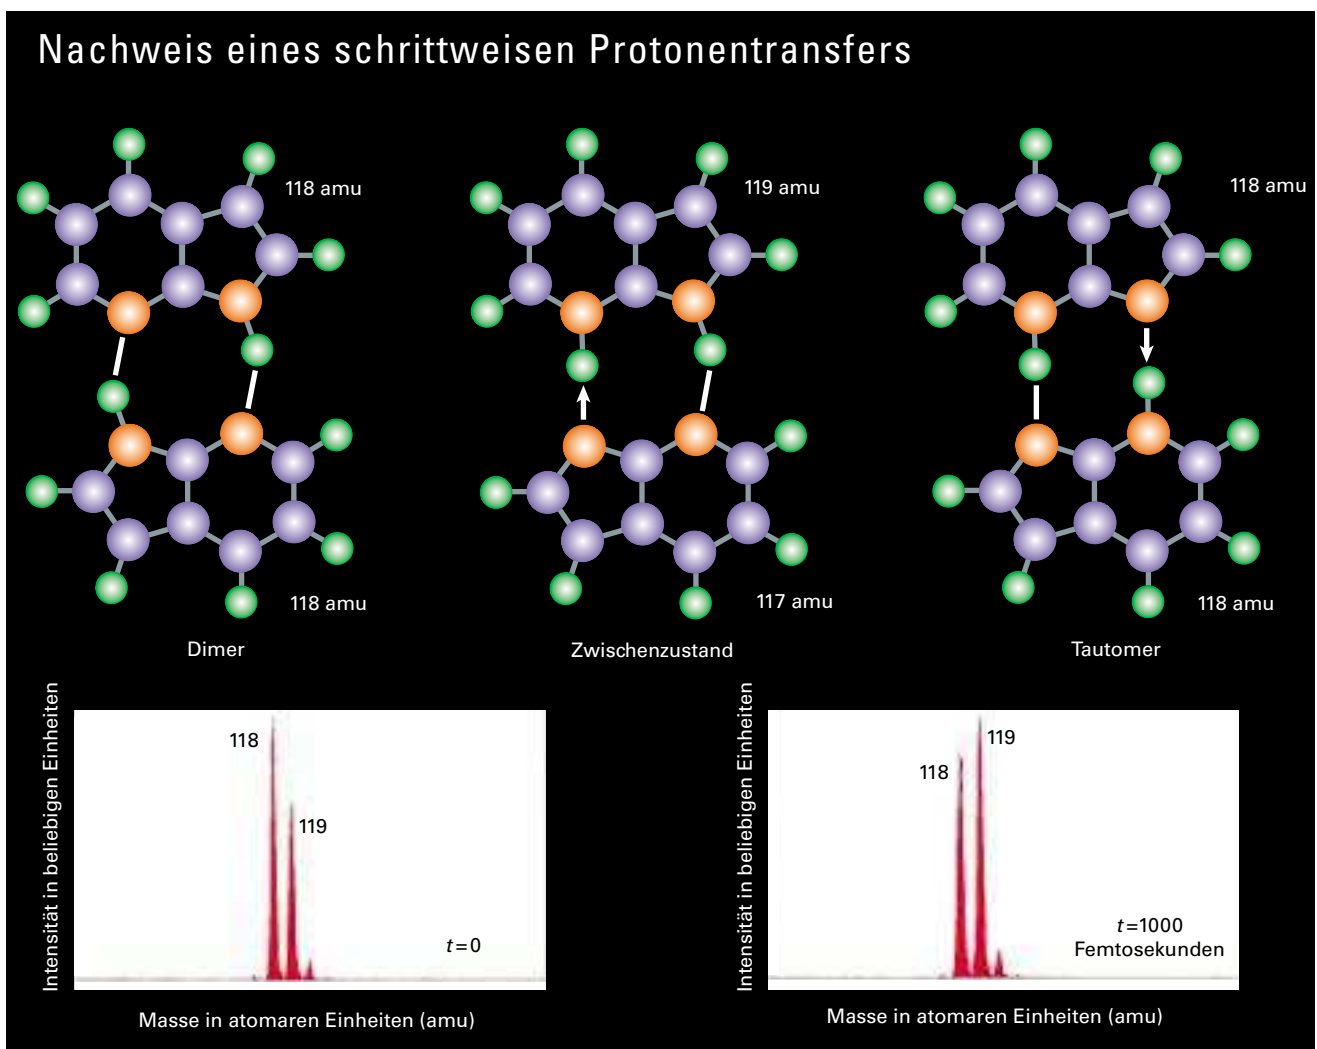 Nachweis eines schrittweisen Protonentransfers
118 amu
119 amu
118 amu
118 amu
117 amu
118 amu
Dimer
Zwischenzustand
Tautomer
Intensität in beliebigen Einheiten
118
119
t=0
Masse in atomaren Einheiten (amu)
Intensität in beliebigen Einheiten
118
119
t=1000
Femtosekunden
Masse in atomaren Einheiten (amu)